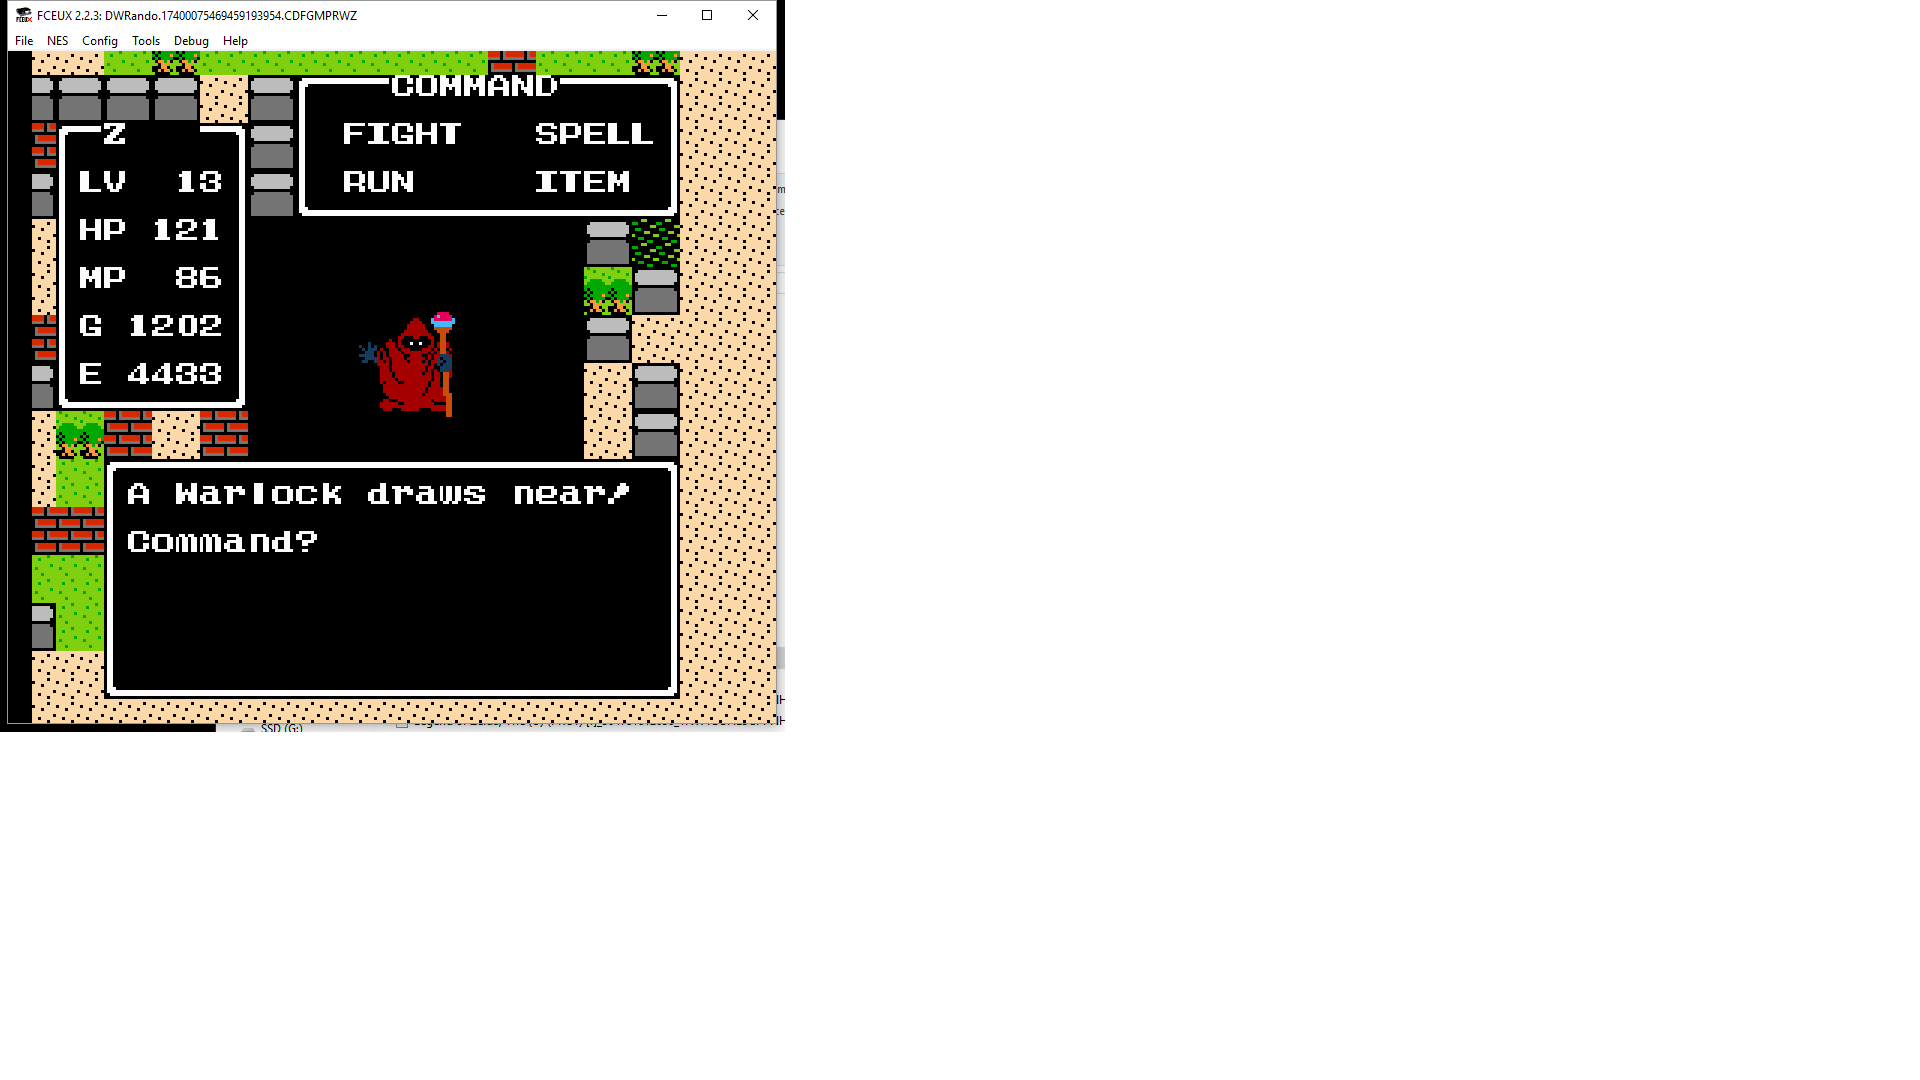 FCEUX 2.2.3: DWRando.17400075469459193954.CDFGMPRWZ
File NES Config Tools Debug Help
COMMAND
FIGHT SPELL
RUN ITEM
Z
LV 13
HP 121
MP 86
G 1202
E 4433
A Warlock draws near!
Command?
SSD (G:)